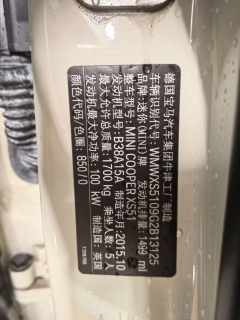 德国宝马汽车集团牛津工厂制造
车辆识别代号: WMWXS5100G2B13125
品牌: 迷你(MINI)牌
整车型号: MINI COOPER XS51
发动机型号: B38A15A 发动机排量: 1499 ml
最大允许总质量: 1700 kg 制造年月: 2015.10
发动机最大净功率: 100 kW 乘坐人数: 5 人
颜色代码/色圈: 850/0 制造国: 英国